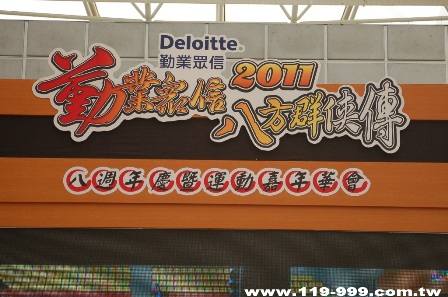 Deloitte.
勤業眾信
勤業眾信 2011
八方群俠傳
八週年慶暨運動嘉年華會
www.119-999.com.tw